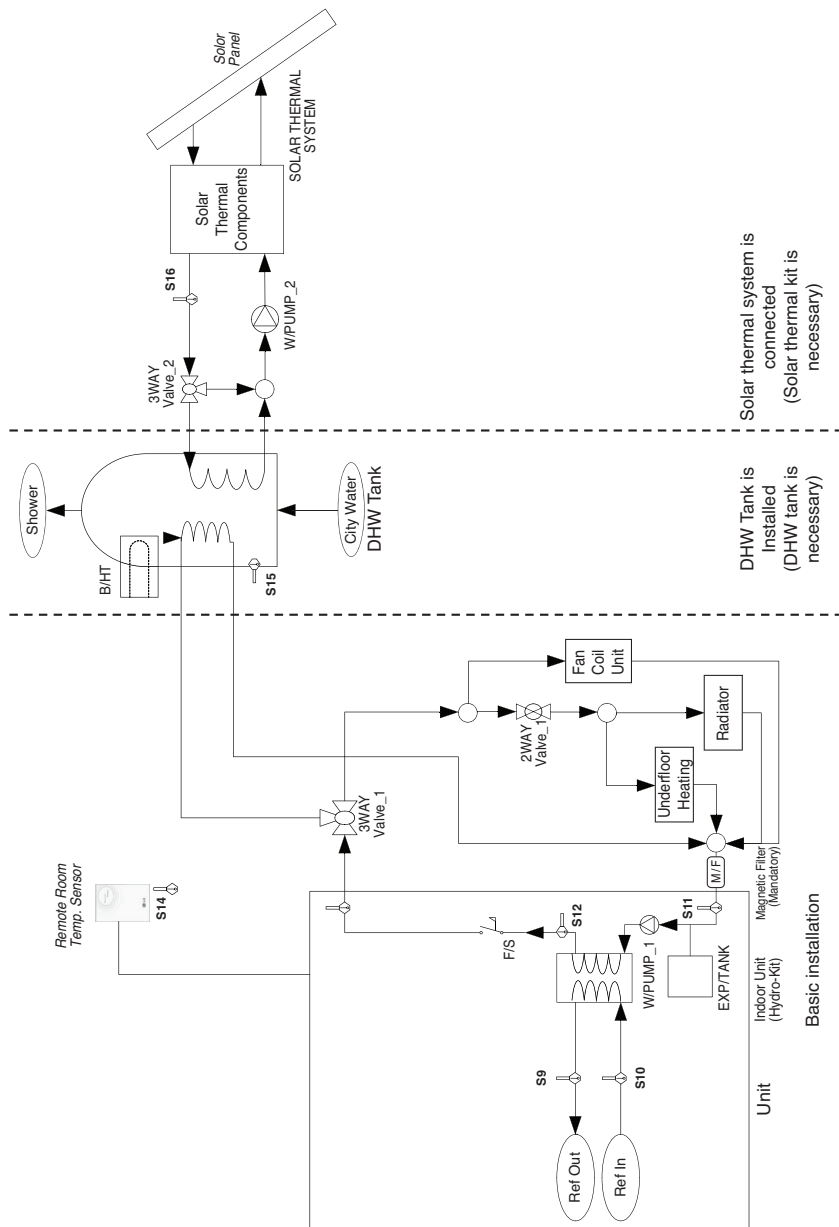 Solor
Panel
SOLAR THERMAL
SYSTEM
Solar
Thermal
Components
S16
W/PUMP_2
3WAY
Valve_2
Solar thermal system is
connected
(Solar thermal kit is
necessary)
Shower
City Water
DHW Tank
B/HT
S15
DHW Tank is
Installed
(DHW tank is
necessary)
Fan
Coil
Unit
2WAY
Valve_1
Radiator
Underfloor
Heating
3WAY
Valve_1
M/F
Magnetic Filter
(Mandatory)
Remote Room
Temp. Sensor
LG
S14
F/S
S12
S11
W/PUMP_1
EXP/TANK
Indoor Unit
(Hydro-Kit)
Basic installation
S9
S10
Unit
Ref Out
Ref In